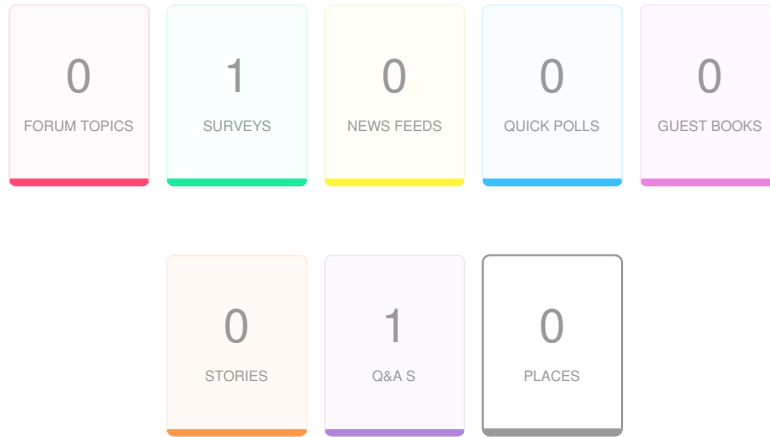 0 1 0 0 0
FORUM TOPICS SURVEYS NEWS FEEDS QUICK POLLS GUEST BOOKS
0 1 0
STORIES Q&A S PLACES